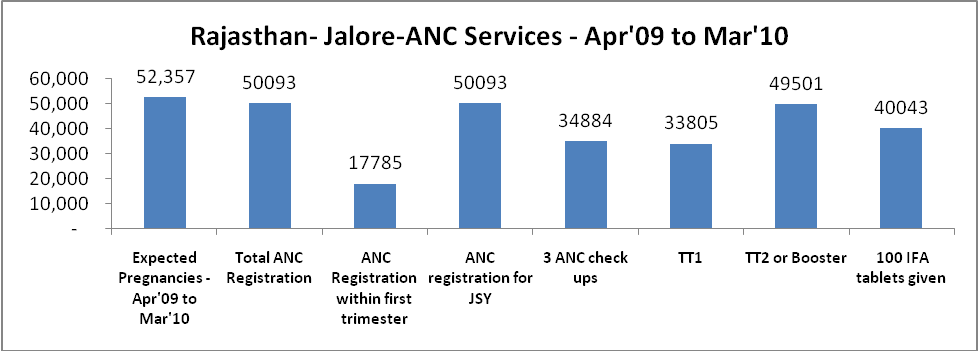 Rajasthan- Jalore-ANC Services - Apr'09 to Mar'10
60,000
50,000
40,000
30,000
20,000
10,000
-
52,357
50093
17785
50093
34884
33805
49501
40043
Expected
Pregnancies -
Apr'09 to
Mar'10
Total ANC
Registration
ANC
Registration
within first
trimester
ANC
registration for
JSY
3 ANC check
ups
TT1
TT2 or Booster
100 IFA
tablets given